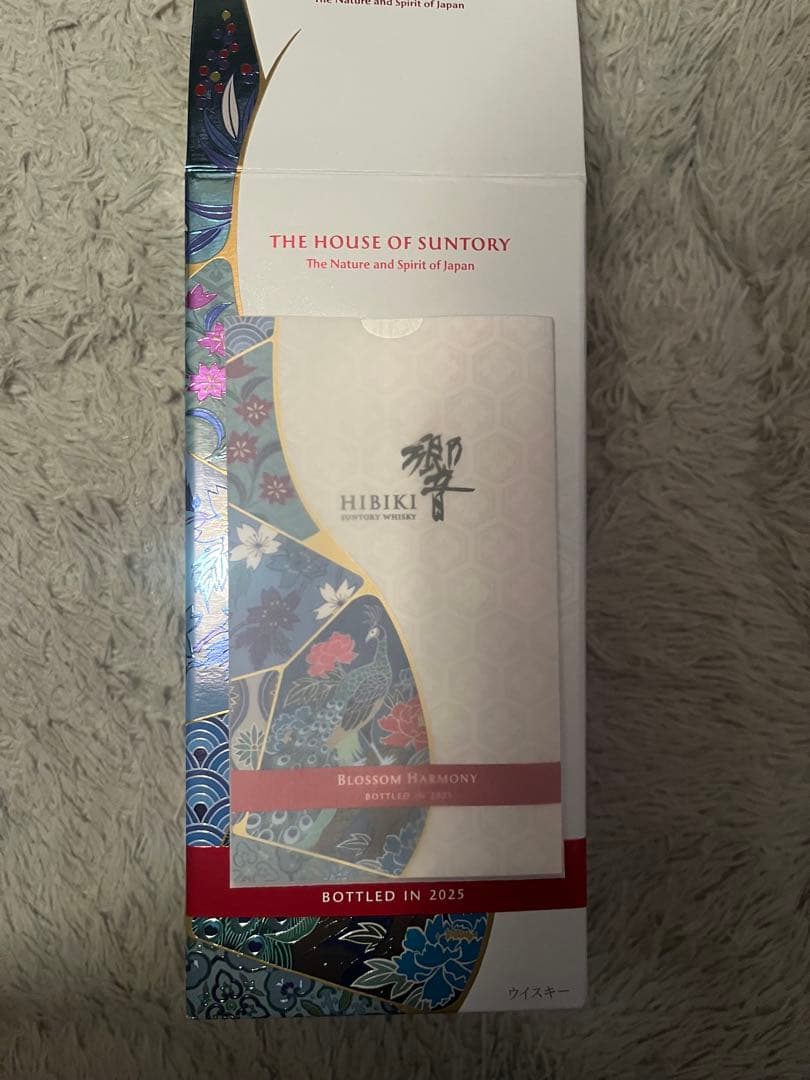 The Nature and Spirit of Japan
THE HOUSE OF SUNTORY
The Nature and Spirit of Japan
響
HIBIKI
SUNTORY WHISKY
BLOSSOM HARMONY
BOTTLED IN
BOTTLED IN 2025
ウイスキー